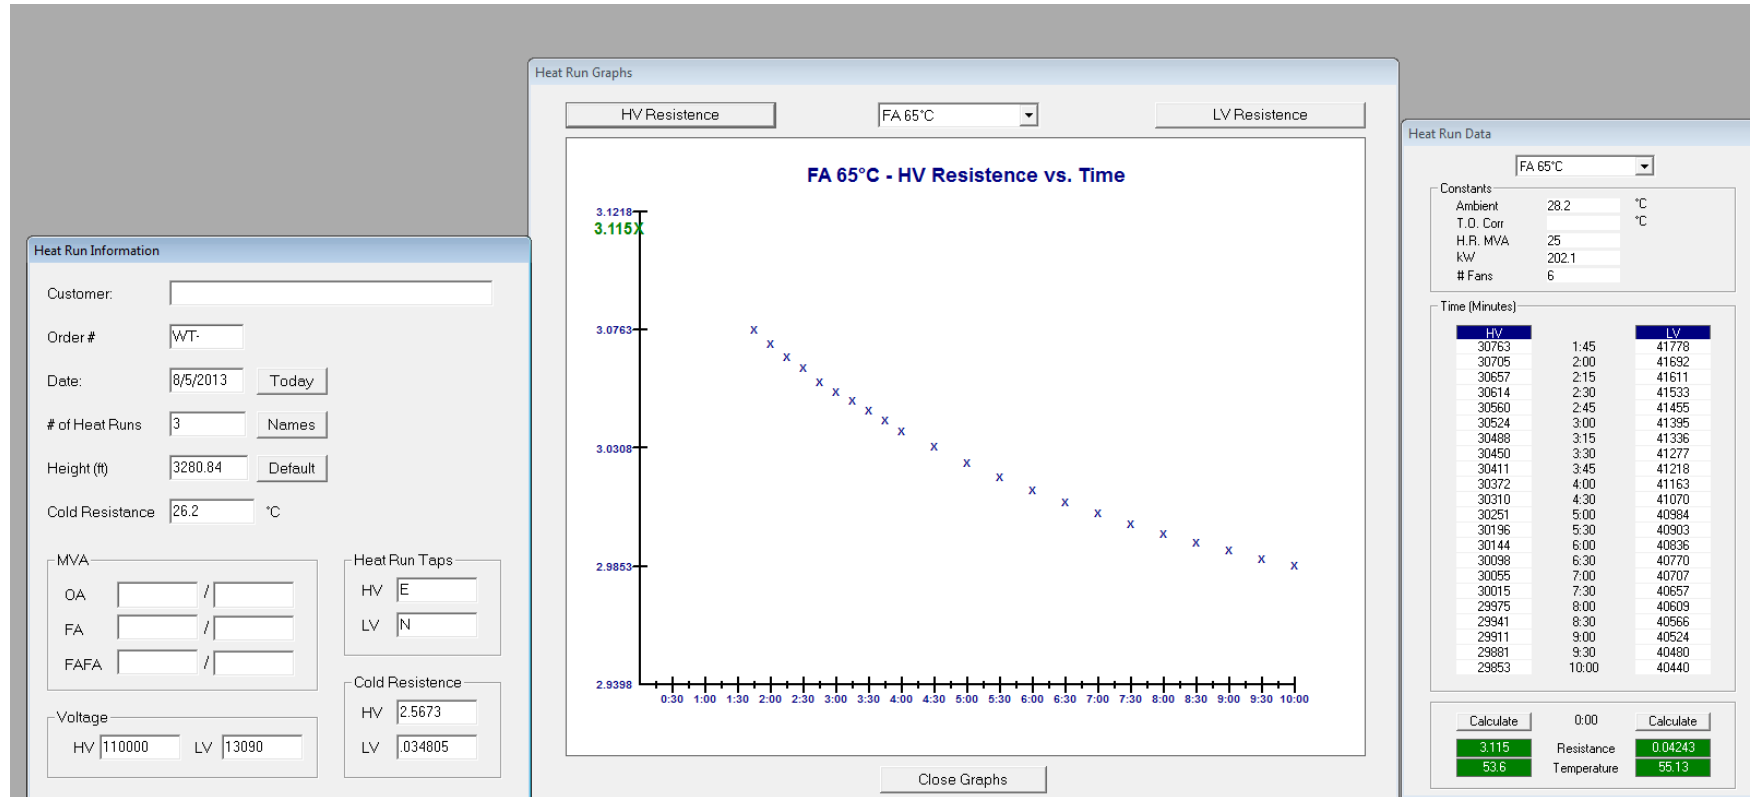 Heat Run Information
Customer:
Order # WT-
Date: 8/5/2013 Today
# of Heat Runs 3 Names
Height (ft) 3280.84 Default
Cold Resistance 26.2 °C
MVA
OA /
FA /
FAFA /
Heat Run Taps
HV E
LV N
Voltage
HV 110000 LV 13090
Cold Resistence
HV 2.5673
LV .034805
Heat Run Graphs
HV Resistence FA 65°C LV Resistence
FA 65°C - HV Resistence vs. Time
3.1218
3.115X
3.0763
3.0308
2.9853
2.9398
0:30 1:00 1:30 2:00 2:30 3:00 3:30 4:00 4:30 5:00 5:30 6:00 6:30 7:00 7:30 8:00 8:30 9:00 9:30 10:00
Close Graphs
Heat Run Data
FA 65°C
Constants
Ambient 28.2 °C
T.O. Corr °C
H.R. MVA 25
kW 202.1
# Fans 6
Time (Minutes)
HV LV
30763 1:45 41778
30705 2:00 41692
30657 2:15 41611
30614 2:30 41533
30560 2:45 41455
30524 3:00 41395
30488 3:15 41336
30450 3:30 41277
30411 3:45 41218
30372 4:00 41163
30310 4:30 41070
30251 5:00 40984
30196 5:30 40903
30144 6:00 40836
30098 6:30 40770
30055 7:00 40707
30015 7:30 40657
29975 8:00 40609
29941 8:30 40566
29911 9:00 40524
29881 9:30 40480
29853 10:00 40440
Calculate 0:00 Calculate
3.115 Resistance 0.04243
53.6 Temperature 55.13